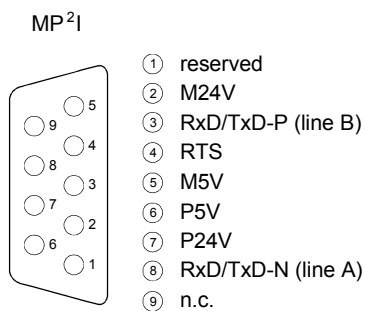 MP²I
5
9
4
8
3
7
2
6
1
① reserved
② M24V
③ RxD/TxD-P (line B)
④ RTS
⑤ M5V
⑥ P5V
⑦ P24V
⑧ RxD/TxD-N (line A)
⑨ n.c.